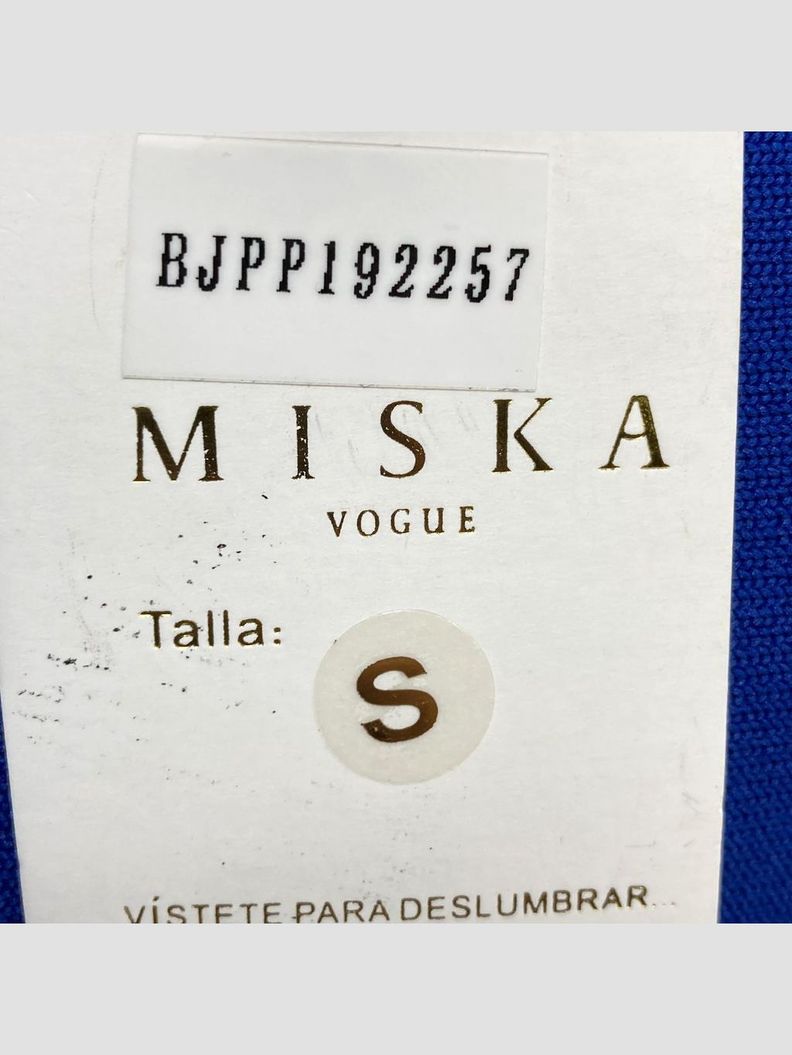 BJPP192257
MISKA
VOGUE
Talla:
S
VÍSTETE PARA DESLUMBRAR...